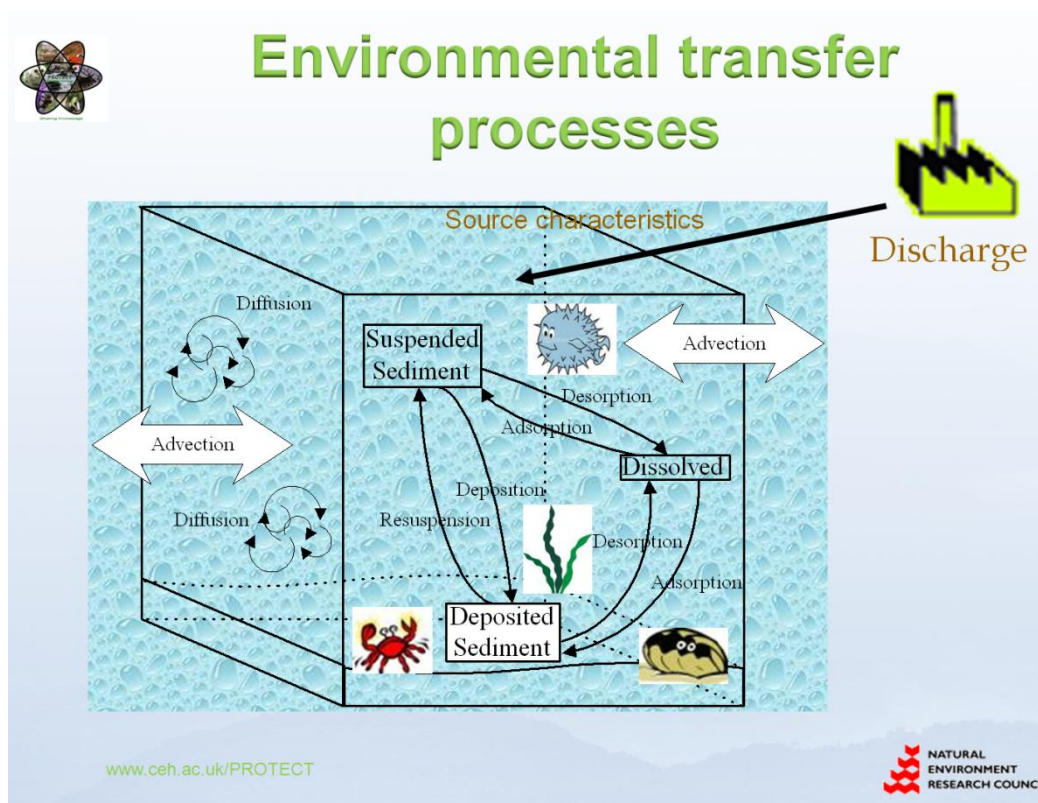 Environmental transfer
processes
Source characteristics
Discharge
Diffusion
Suspended
Sediment
Advection
Desorption
Adsorption
Advection
Dissolved
Deposition
Diffusion
Resuspension
Desorption
Adsorption
Deposited
Sediment
www.ceh.ac.uk/PROTECT
NATURAL
ENVIRONMENT
RESEARCH COUNC